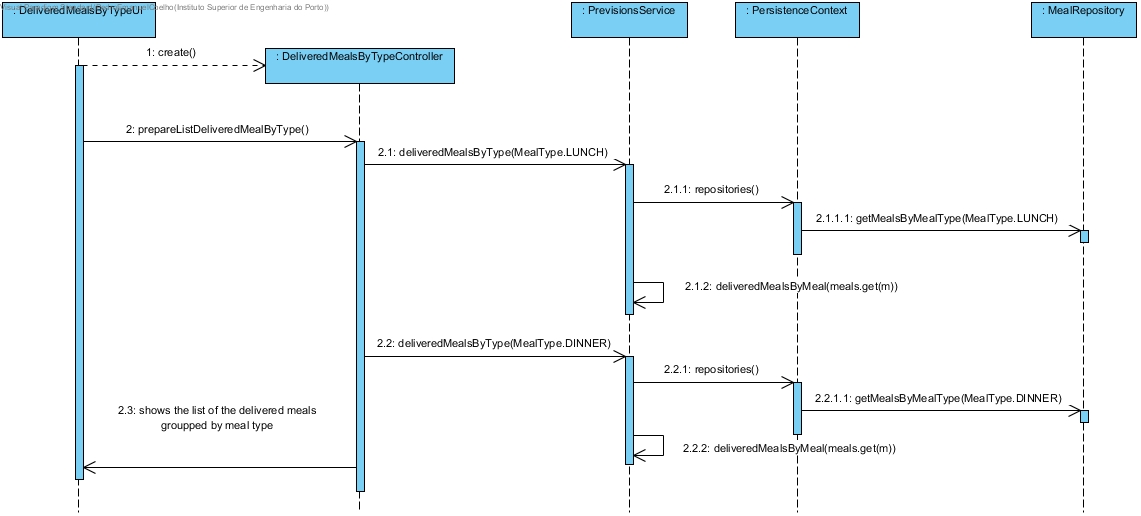 : DeliveredMealsByTypeUI
: PrevisionsService
: PersistenceContext
: MealRepository
Coelho(Instituto Superior de Engenharia do Porto))
1: create()
: DeliveredMealsByTypeController
2: prepareListDeliveredMealByType()
2.1: deliveredMealsByType(MealType.LUNCH)
2.1.1: repositories()
2.1.1.1: getMealsByMealType(MealType.LUNCH)
2.1.2: deliveredMealsByMeal(meals.get(m))
2.2: deliveredMealsByType(MealType.DINNER)
2.2.1: repositories()
2.2.1.1: getMealsByMealType(MealType.DINNER)
2.3: shows the list of the delivered meals
groupped by meal type
2.2.2: deliveredMealsByMeal(meals.get(m))